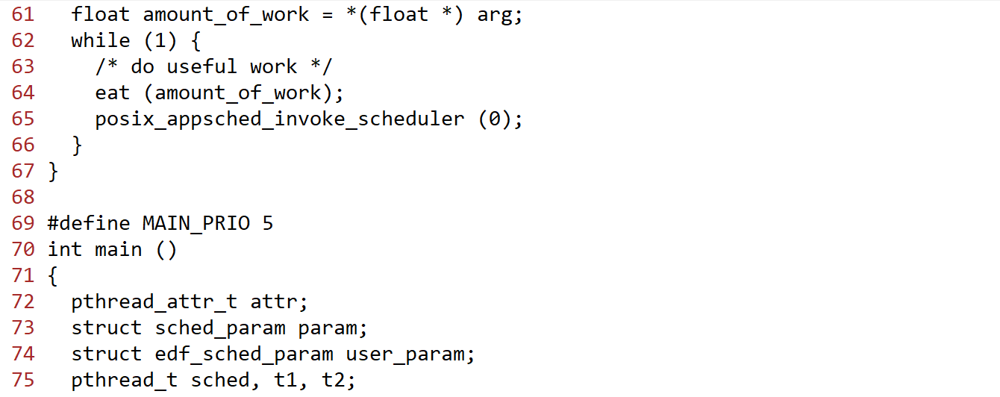 61   float amount_of_work = *(float *) arg;
62   while (1) {
63     /* do useful work */
64     eat (amount_of_work);
65     posix_appsched_invoke_scheduler (0);
66   }
67 }
68
69 #define MAIN_PRIO 5
70 int main ()
71 {
72   pthread_attr_t attr;
73   struct sched_param param;
74   struct edf_sched_param user_param;
75   pthread_t sched, t1, t2;